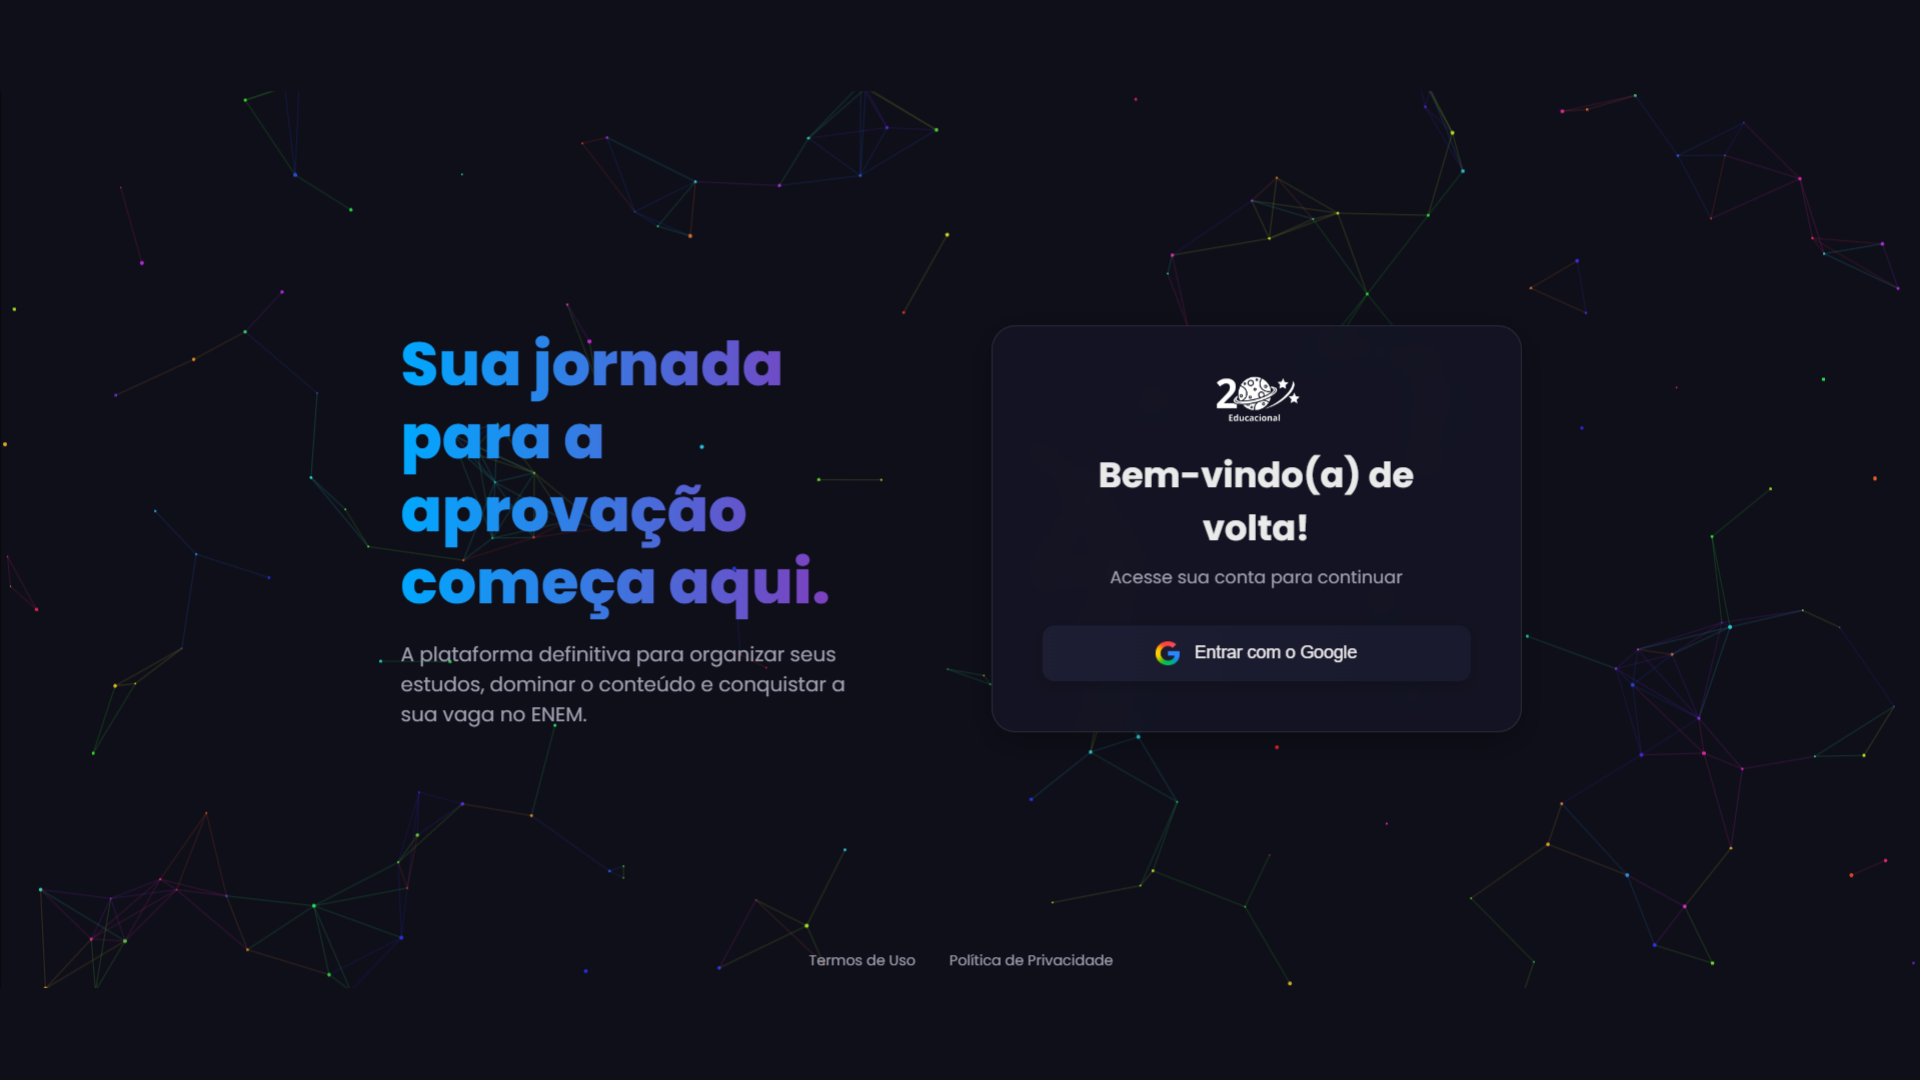 Sua jornada
para a
aprovação
começa aqui.
A plataforma definitiva para organizar seus
estudos, dominar o conteúdo e conquistar a
sua vaga no ENEM.
20
Educacional
Bem-vindo(a) de
volta!
Acesse sua conta para continuar
Entrar com o Google
Termos de Uso
Política de Privacidade